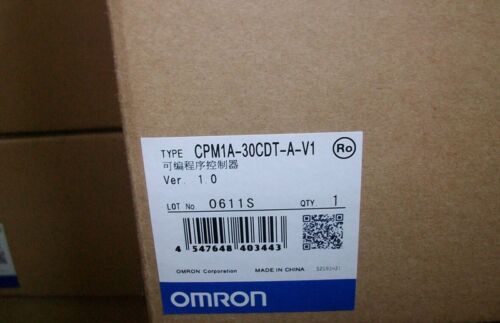 TYPE CPM1A-30CDT-A-V1 Ro
可编程序控制器
Ver. 1.0
LOT No. 0611S QTY. 1
4 547648 403443
OMRON Corporation MADE IN CHINA
OMRON